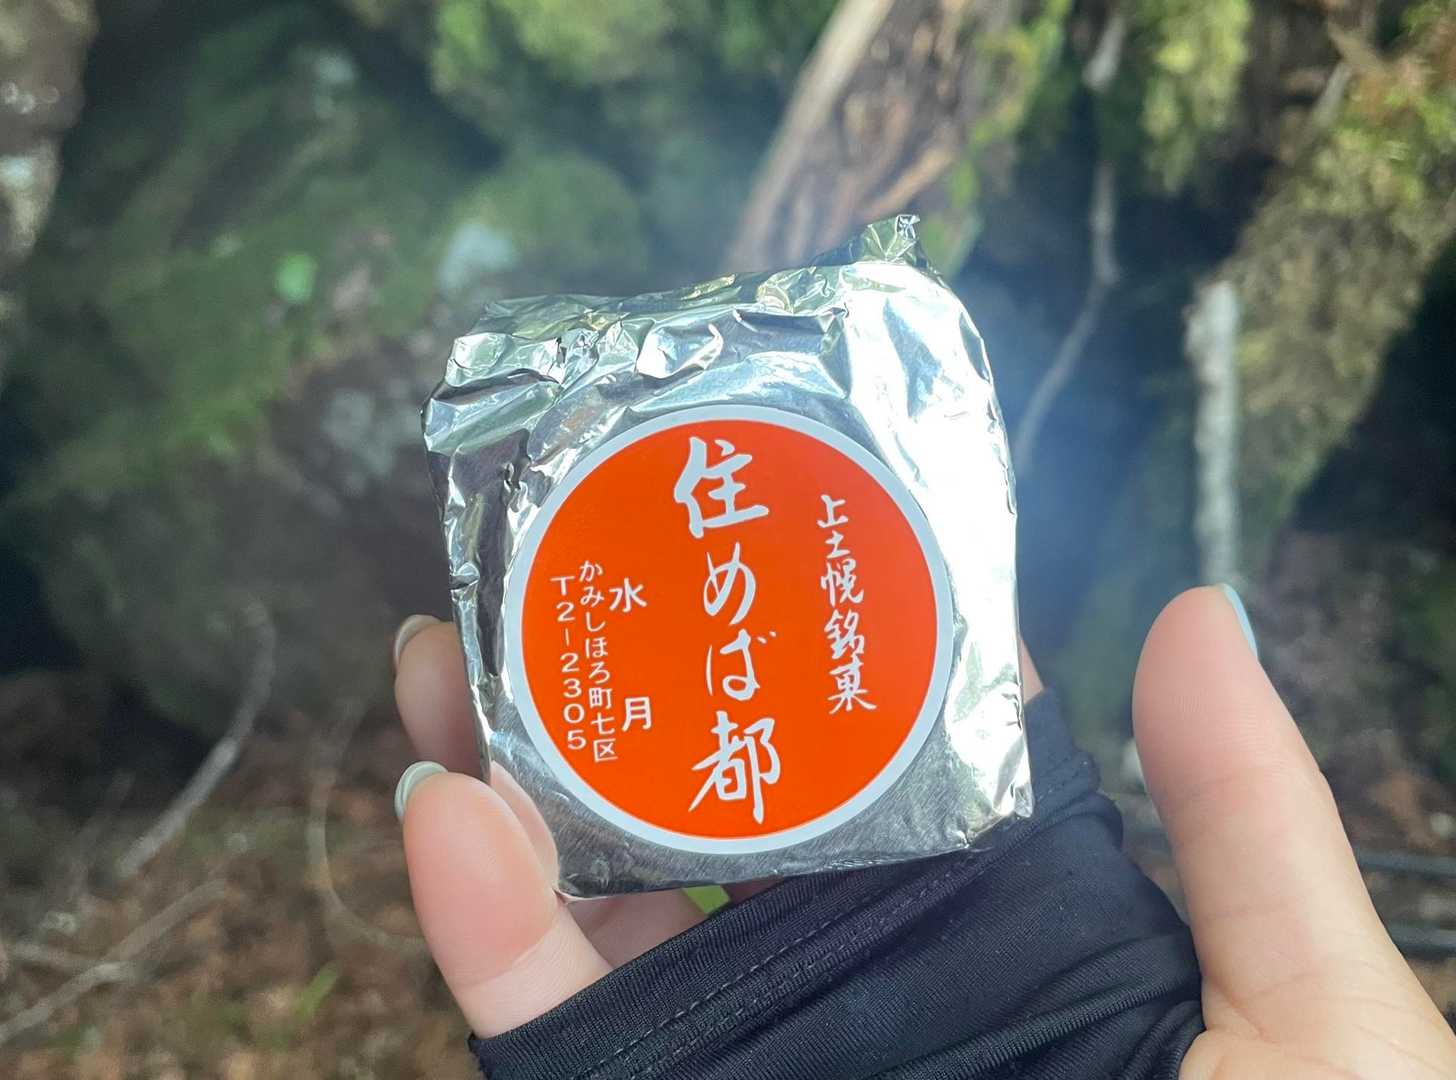 上士幌銘菓
住めば都
水月
かみしほろ町七区
T2-2305